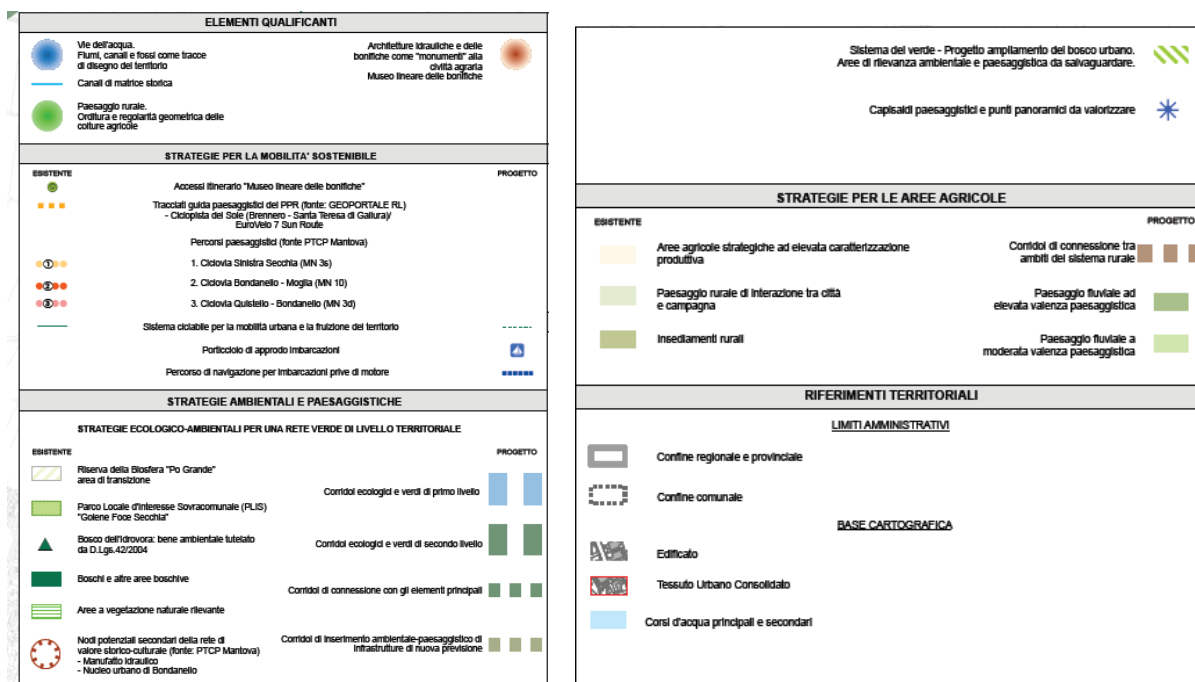 ELEMENTI QUALIFICANTI
Vie dell'acqua.
Fiumi, canali e fossi come tracce
di disegno del territorio
Canali di matrice storica
Paesaggio rurale.
Orditura e regolarità geometrica delle
colture agricole
Architetture idrauliche e delle
bonifiche come "monumenti" alla
civiltà agraria
Museo lineare delle bonifiche
STRATEGIE PER LA MOBILITA' SOSTENIBILE
ESISTENTE
PROGETTO
Accessi itinerario "Museo lineare delle bonifiche"
Tracciati guida paesaggistici del PPR (fonte: GEOPORTALE RL)
- Ciclopista del Sole (Brennero - Santa Teresa di Gallura)/
EuroVelo 7 Sun Route
Percorsi paesaggistici (fonte PTCP Mantova)
1 1. Ciclovia Sinistra Secchia (MN 3s)
2 2. Ciclovia Bondanello - Moglia (MN 10)
3 3. Ciclovia Quistello - Bondanello (MN 3d)
Sistema ciclabile per la mobilità urbana e la fruizione del territorio
Porticciolo di approdo imbarcazioni
Percorso di navigazione per imbarcazioni prive di motore
STRATEGIE AMBIENTALI E PAESAGGISTICHE
STRATEGIE ECOLOGICO-AMBIENTALI PER UNA RETE VERDE DI LIVELLO TERRITORIALE
ESISTENTE
PROGETTO
Riserva della Biosfera "Po Grande"
area di transizione
Parco Locale d'Interesse Sovracomunale (PLIS)
"Golene Foce Secchia"
Bosco dell'Idrovora: bene ambientale tutelato
da D.Lgs.42/2004
Boschi e altre aree boschive
Aree a vegetazione naturale rilevante
Nodi potenziali secondari della rete di
valore storico-culturale (fonte: PTCP Mantova)
- Manufatto idraulico
- Nucleo urbano di Bondanello
Corridoi ecologici e verdi di primo livello
Corridoi ecologici e verdi di secondo livello
Corridoi di connessione con gli elementi principali
Corridoi di inserimento ambientale-paesaggistico di
infrastrutture di nuova previsione
Sistema del verde - Progetto ampliamento del bosco urbano.
Aree di rilevanza ambientale e paesaggistica da salvaguardare.
Capisaldi paesaggistici e punti panoramici da valorizzare
STRATEGIE PER LE AREE AGRICOLE
ESISTENTE
PROGETTO
Aree agricole strategiche ad elevata caratterizzazione
produttiva
Paesaggio rurale di interazione tra città
e campagna
Insediamenti rurali
Corridoi di connessione tra
ambiti del sistema rurale
Paesaggio fluviale ad
elevata valenza paesaggistica
Paesaggio fluviale a
moderata valenza paesaggistica
RIFERIMENTI TERRITORIALI
LIMITI AMMINISTRATIVI
Confine regionale e provinciale
Confine comunale
BASE CARTOGRAFICA
Edificato
Tessuto Urbano Consolidato
Corsi d'acqua principali e secondari